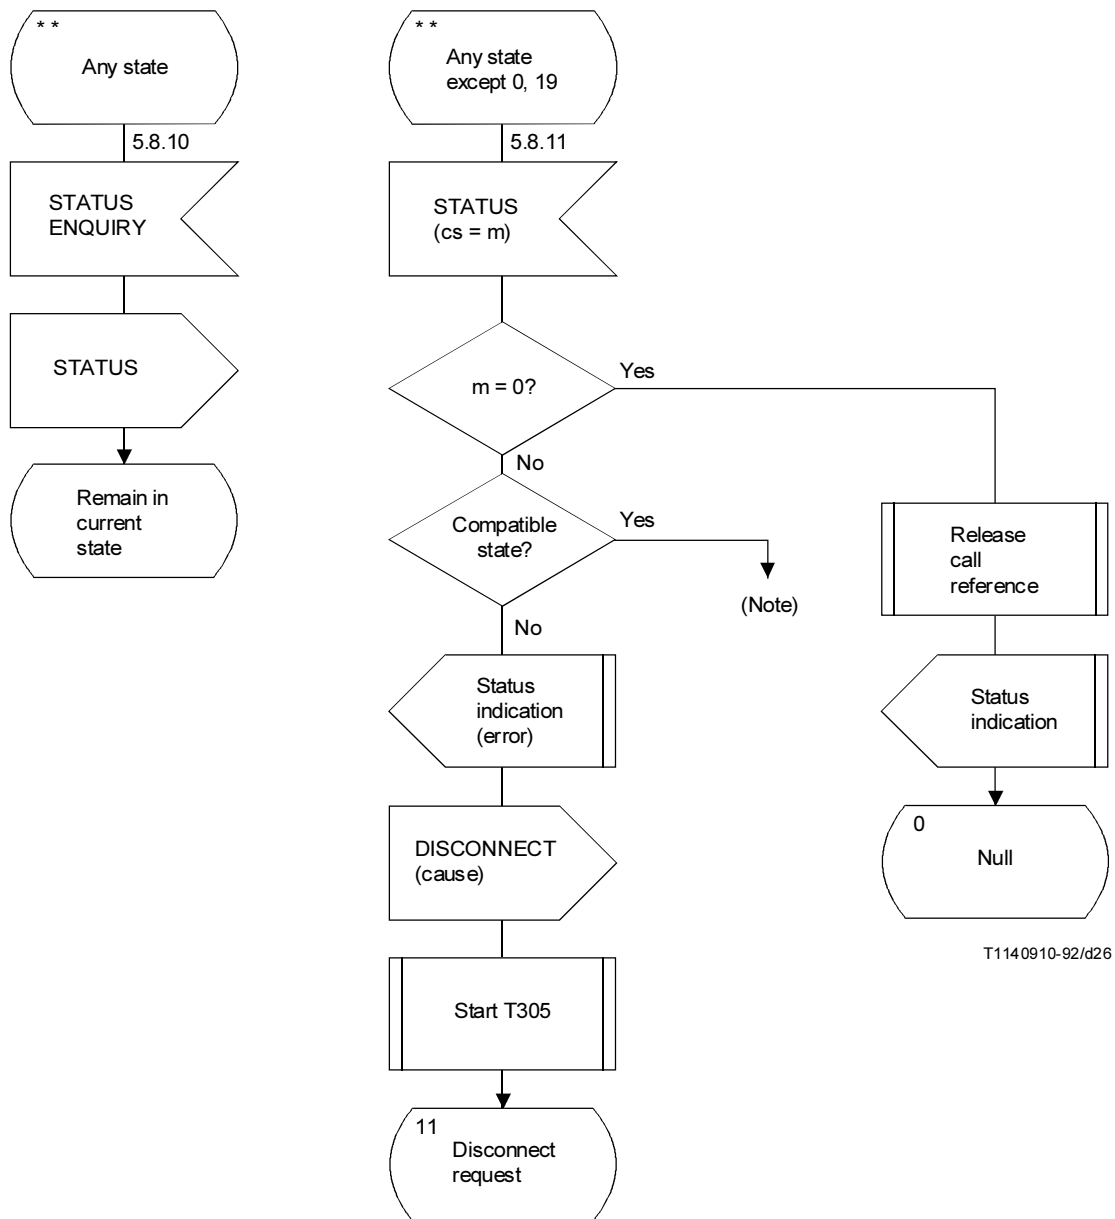 * *
Any state
5.8.10
STATUS
ENQUIRY
STATUS
Remain in
current
state
* *
Any state
except 0, 19
5.8.11
STATUS
(cs = m)
m = 0?
Yes
No
Compatible
state?
Yes
(Note)
No
Status
indication
(error)
DISCONNECT
(cause)
Start T305
11
Disconnect
request
Release
call
reference
Status
indication
0
Null
T1140910-92/d26